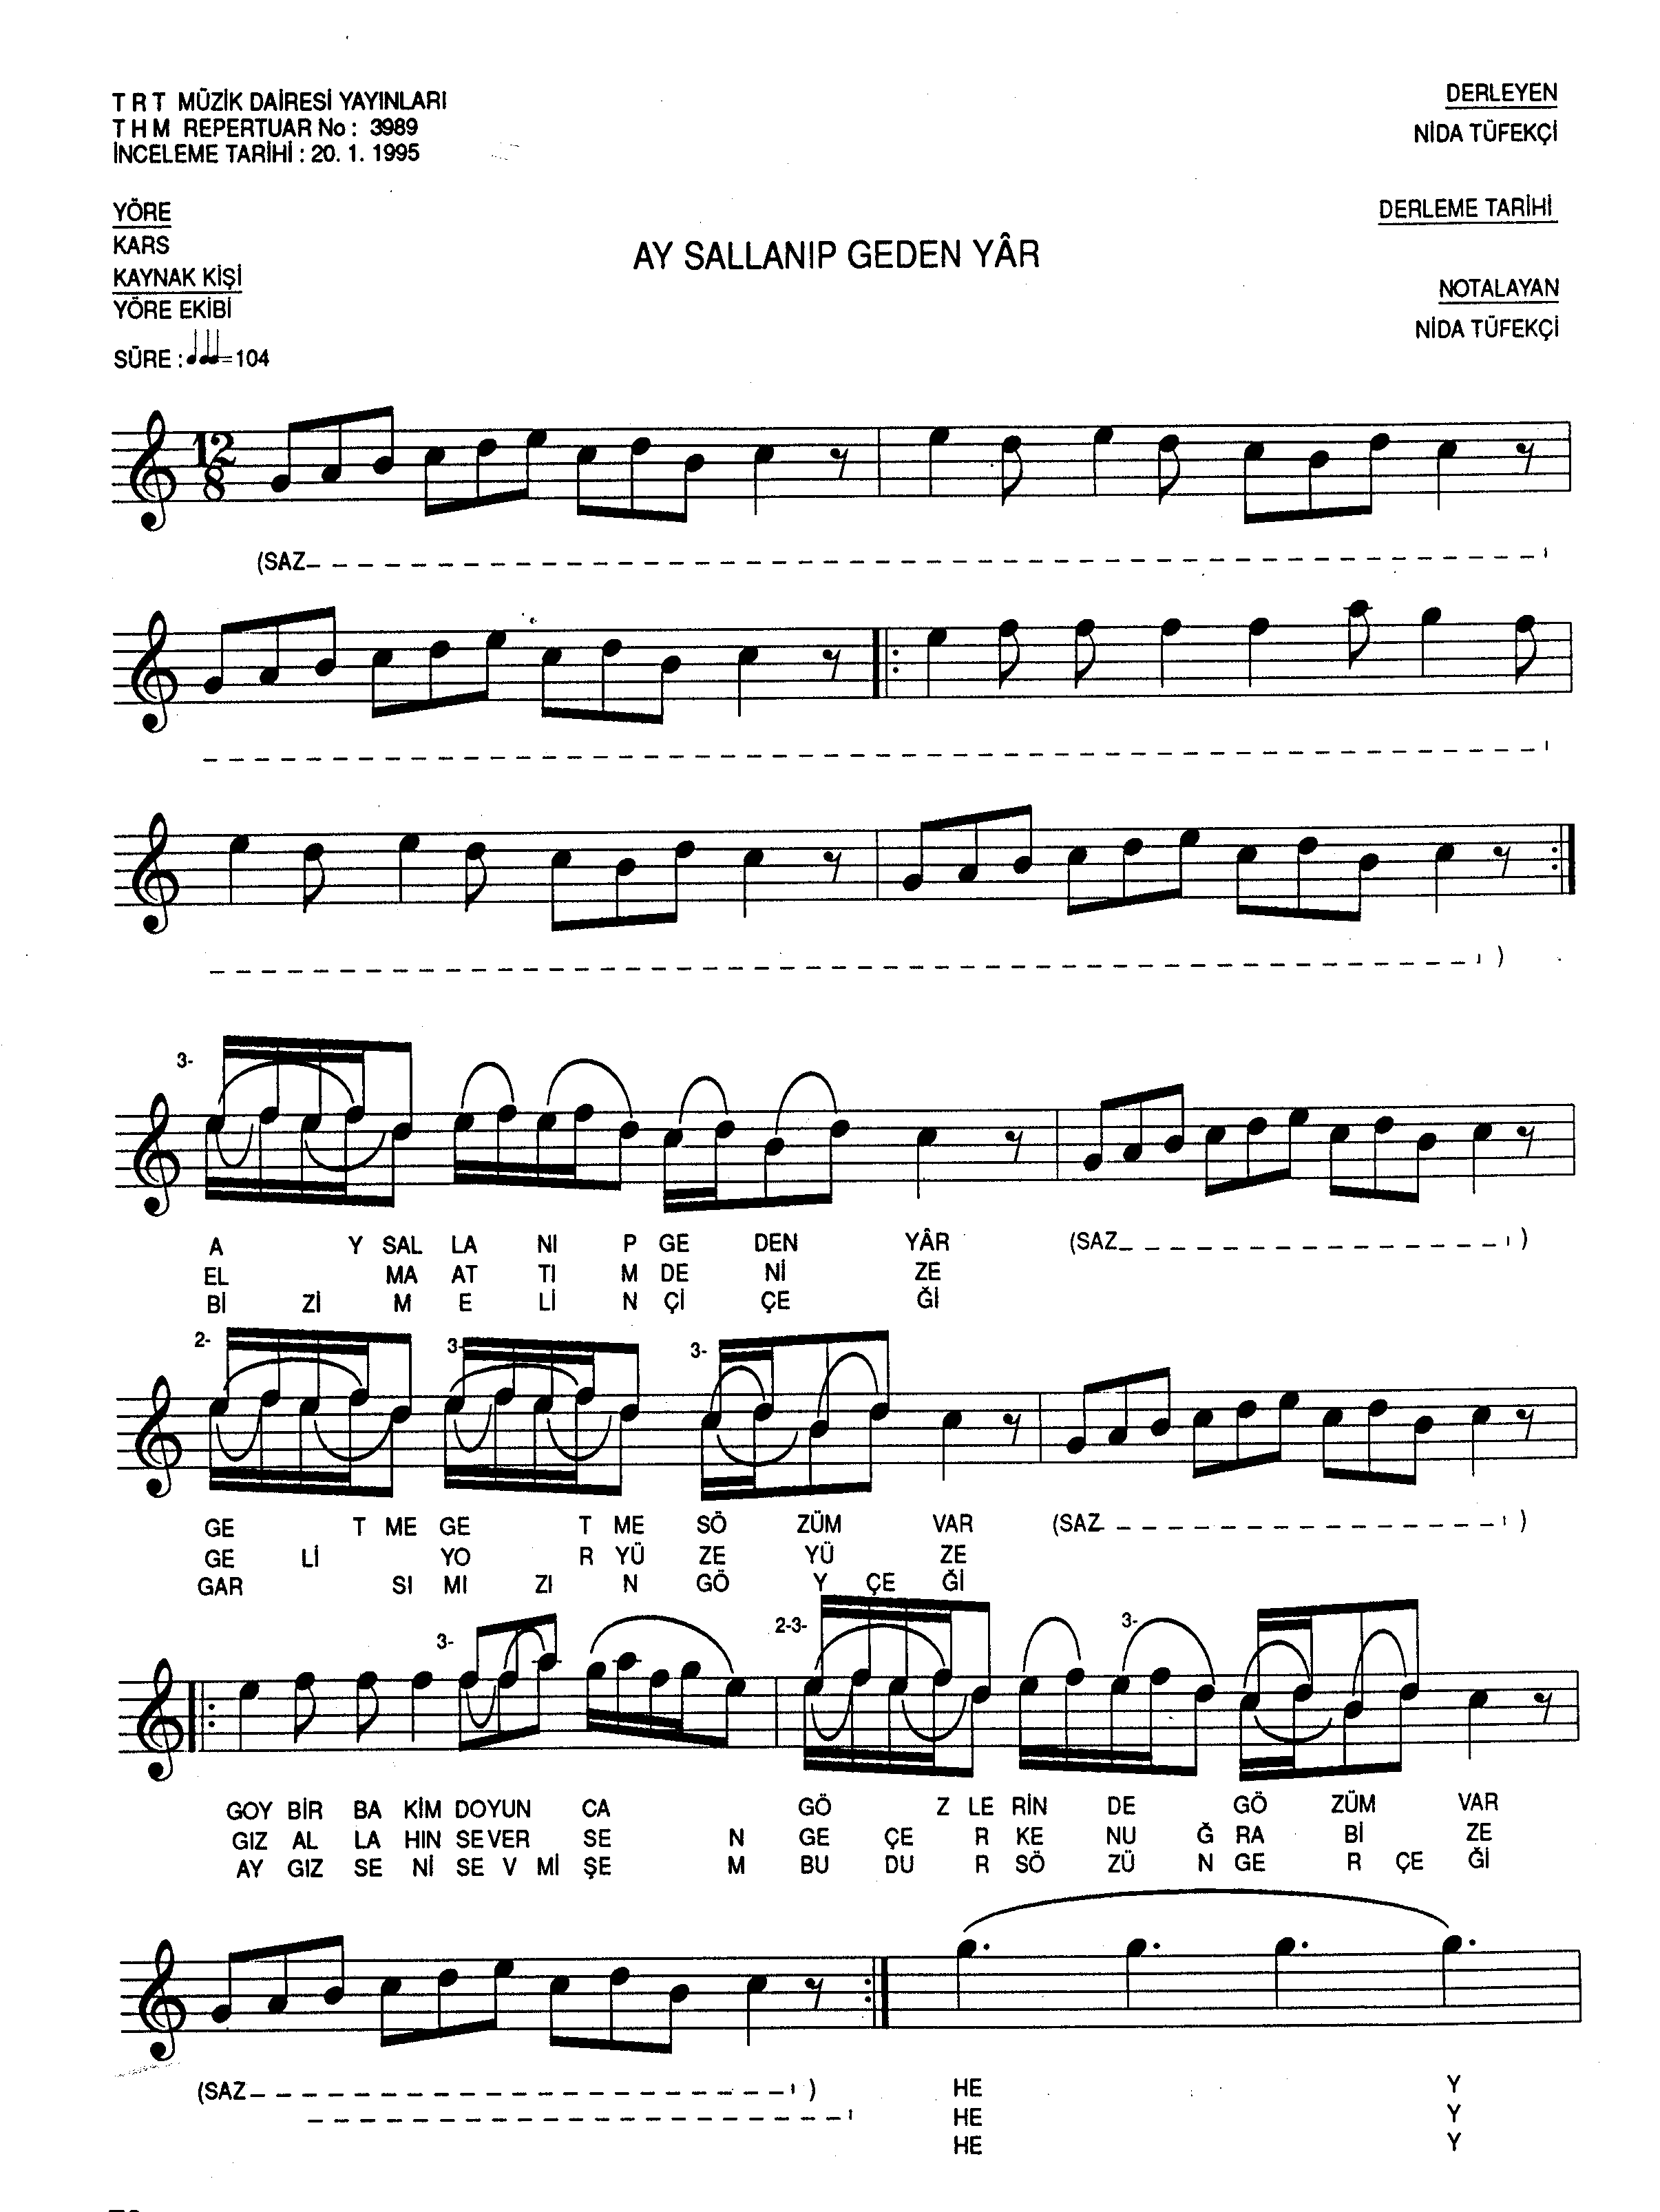 T R T MÜZİK DAİRESİ YAYINLARI
T H M REPERTUAR No : 3989
İNCELEME TARİHİ : 20. 1. 1995
DERLEYEN
NİDA TÜFEKÇİ
YÖRE
KARS
KAYNAK KİŞİ
YÖRE EKİBİ
SÜRE : =104
AY SALLANIP GEDEN YÂR
DERLEME TARİHİ
NOTALAYAN
NİDA TÜFEKÇİ
12
8
(SAZ
)
3-
A Y SAL LA NI P GE DEN YÂR (SAZ )
EL MA AT TI M DE Nİ ZE
Bİ Zİ M E Lİ N Çİ ÇE Ğİ
2- 3- 3-
GE T ME GE T ME SÖ ZÜM VAR (SAZ )
GE Lİ YO R YÜ ZE YÜ ZE
GAR SI MI ZI N GÖ Y ÇE Ğİ
3- 2-3- 3-
GOY BİR BA KİM DOYUN CA GÖ Z LE RİN DE GÖ ZÜM VAR
GIZ AL LA HIN SEVER SE N GE ÇE R KE NU Ğ RA Bİ ZE
AY GIZ SE Nİ SE V Mİ ŞE M BU DU R SÖ ZÜ N GE R ÇE Ğİ
(SAZ ) HE Y
HE Y
HE Y